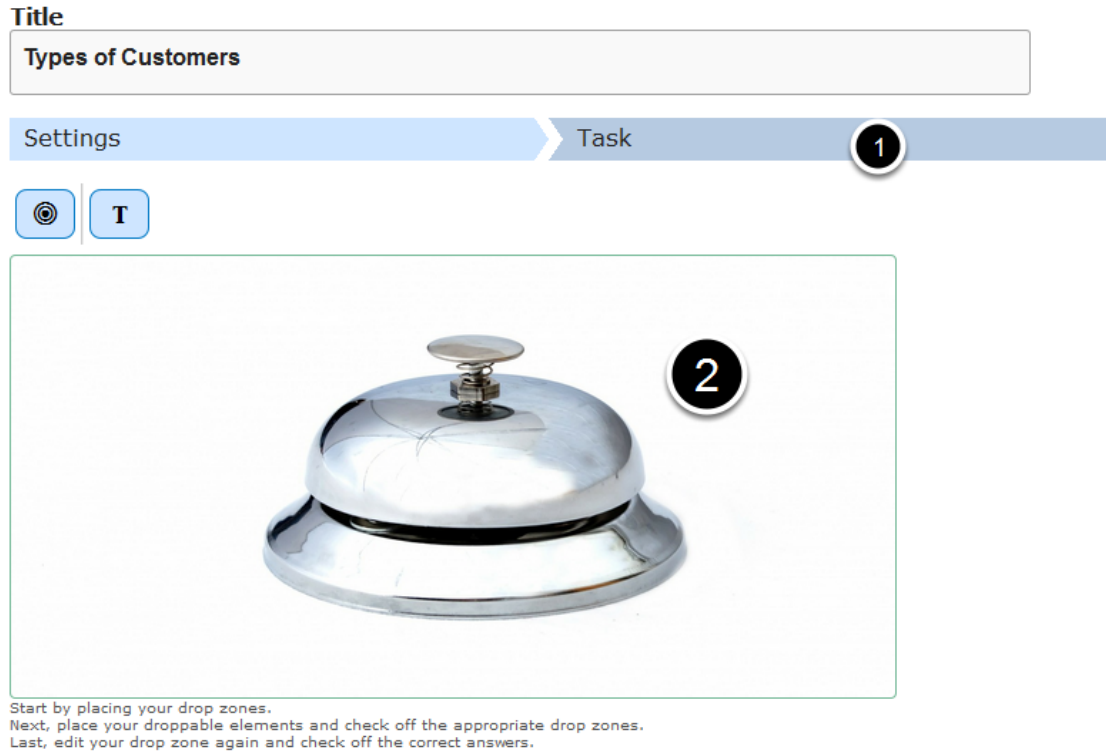 Title
Types of Customers
Settings
Task
1
T
2
Start by placing your drop zones.
Next, place your droppable elements and check off the appropriate drop zones.
Last, edit your drop zone again and check off the correct answers.